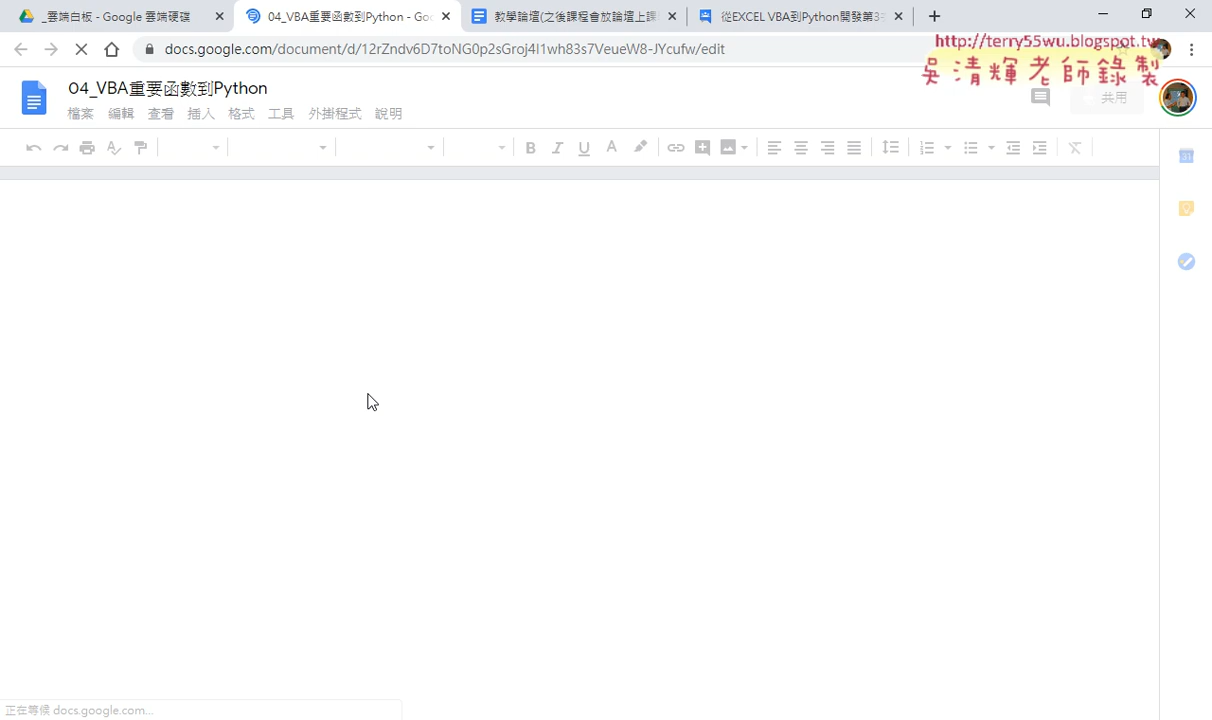 _雲端白板 - Google 雲端硬碟
04_VBA重要函數到Python - Goo
教學論壇(之後課程會放論壇上課
從EXCEL VBA到Python開發第3
docs.google.com/document/d/12rZndv6D7toNG0p2sGroj4I1wh83s7VeueW8-JYcufw/edit
http://terry55wu.blogspot.tw
吳清輝老師錄製
04_VBA重要函數到Python
檔案 編輯 查看 插入 格式 工具 外掛程式 說明
共用
B I U A
31
正在等候 docs.google.com...